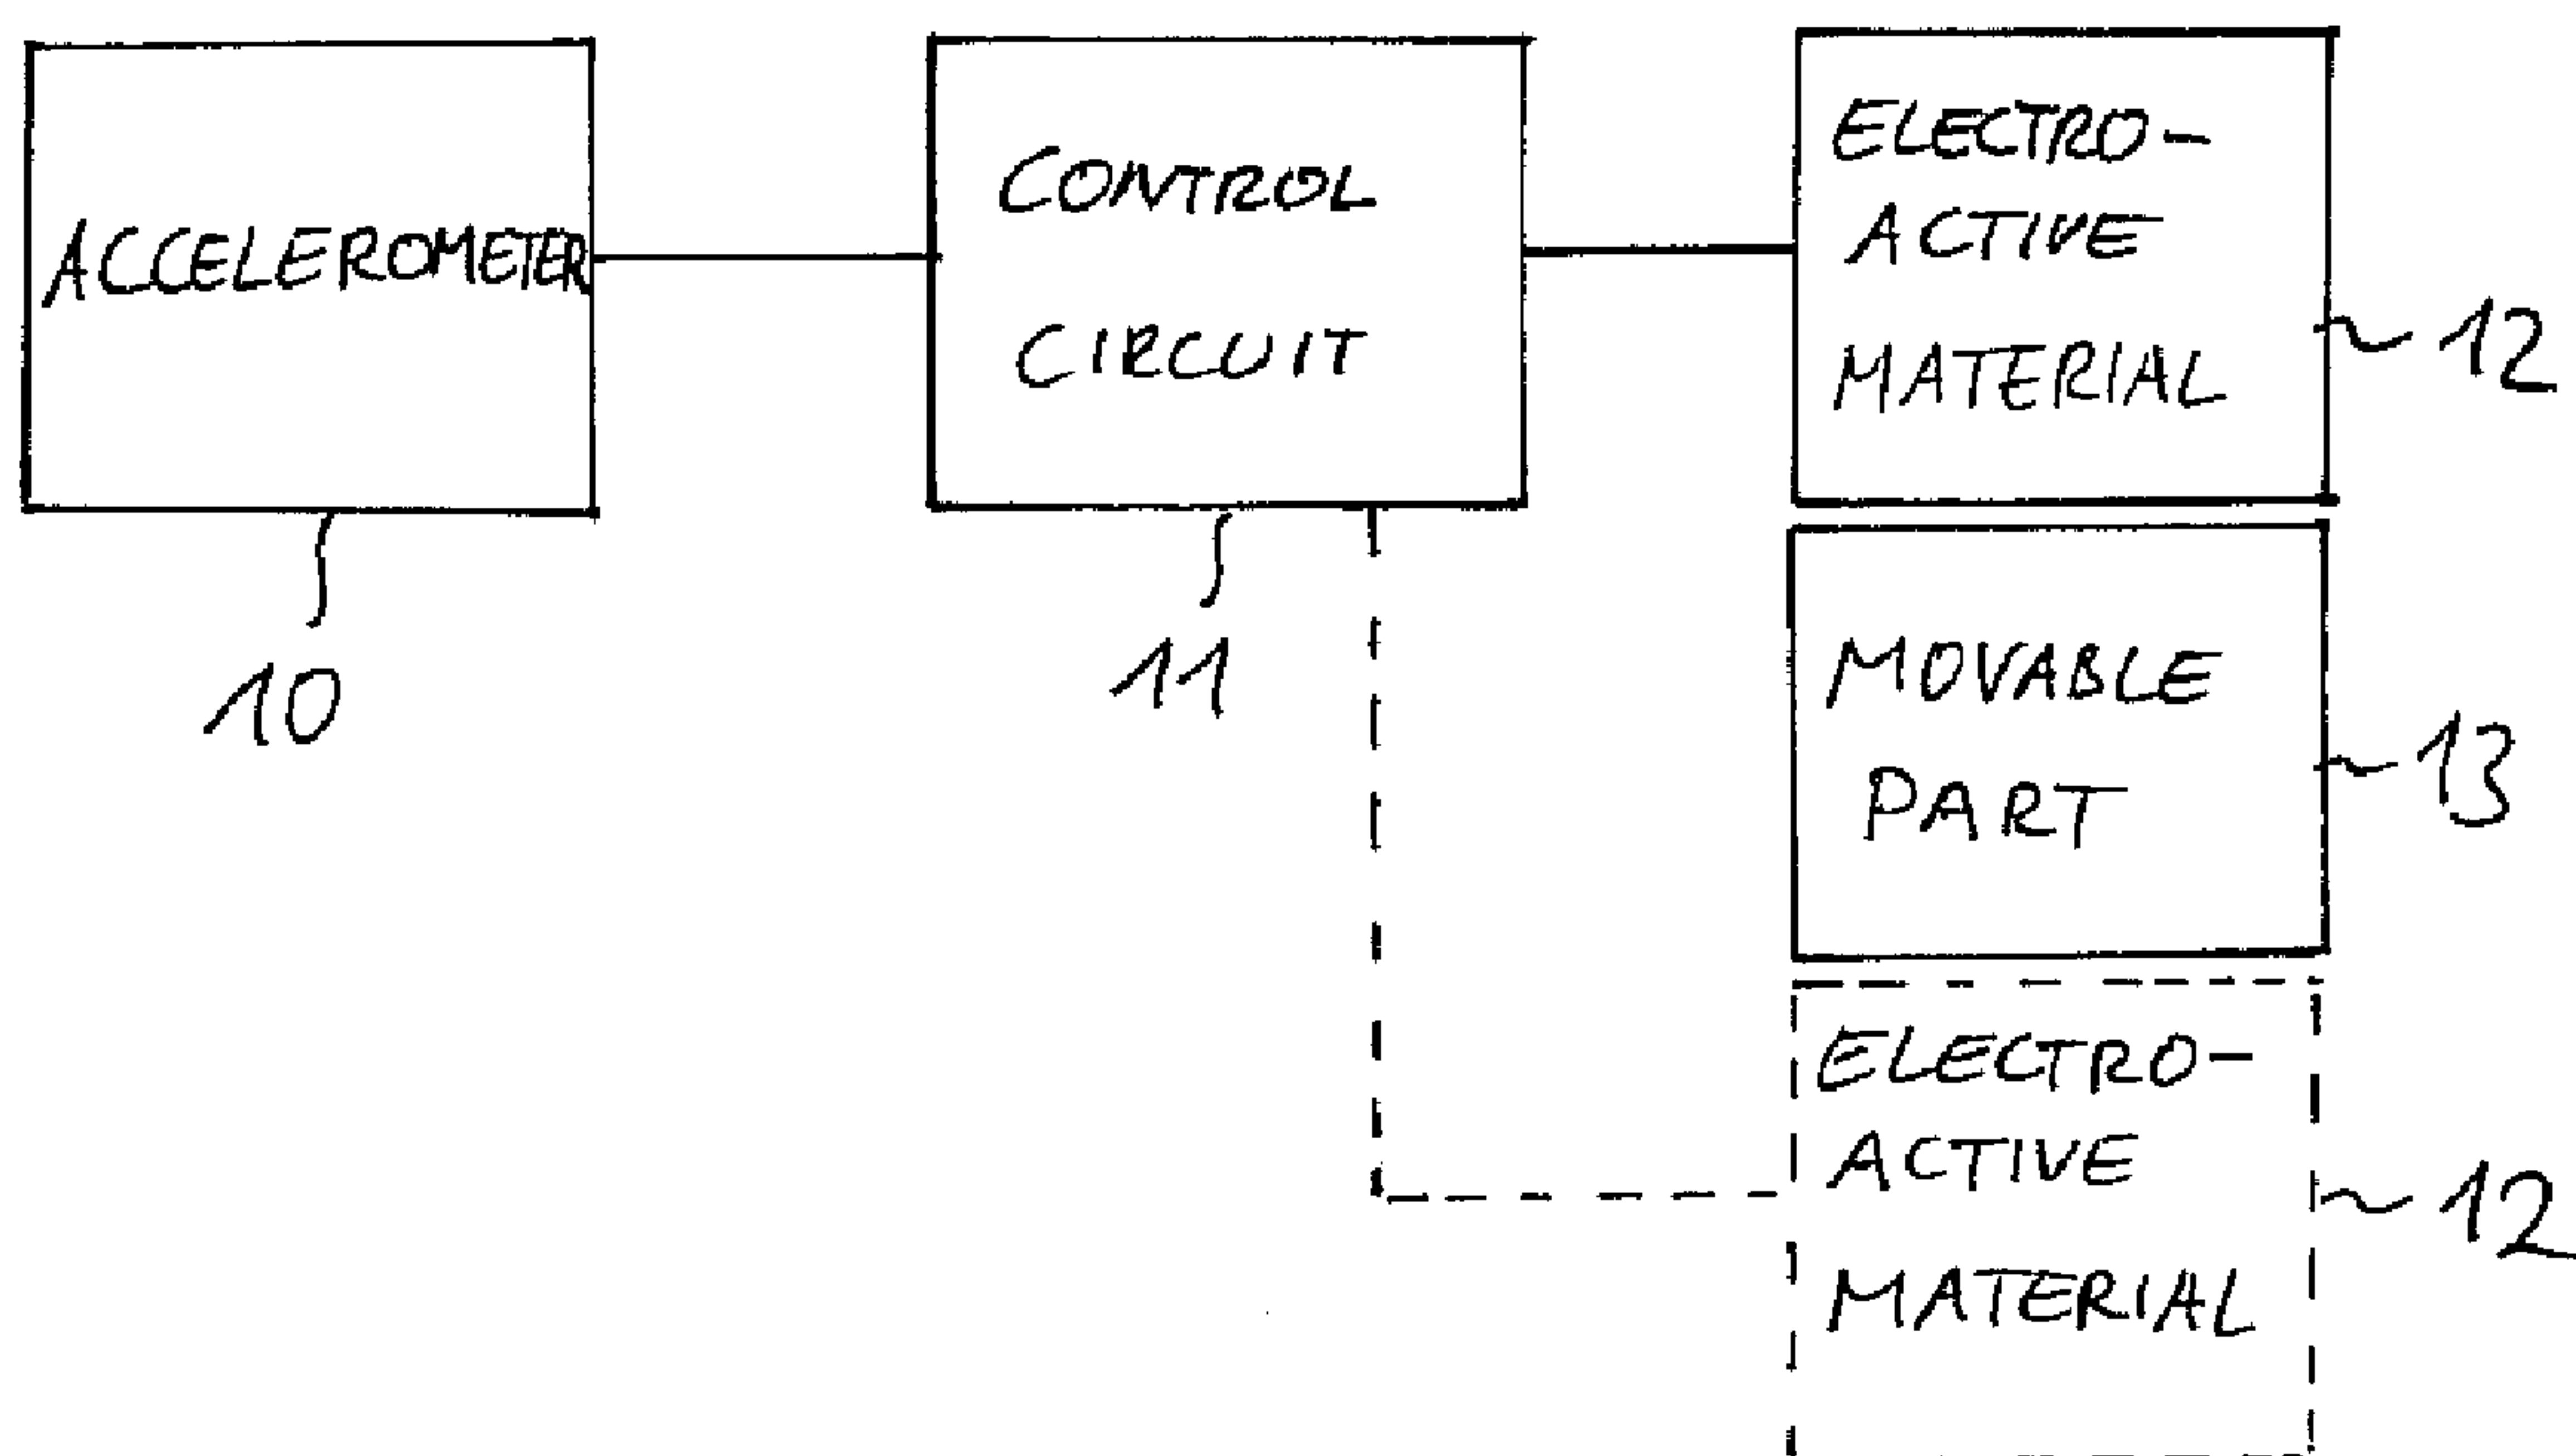 ACCELEROMETER
10
CONTROL
CIRCUIT
11
ELECTRO-
ACTIVE
MATERIAL
12
MOVABLE
PART
13
ELECTRO-
ACTIVE
MATERIAL
12